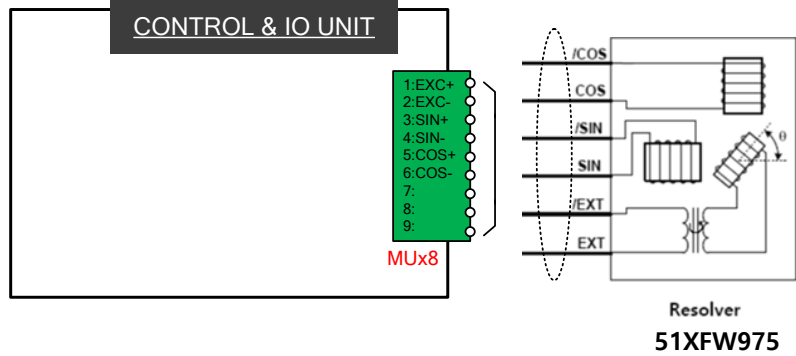 CONTROL & IO UNIT
1:EXC+
2:EXC-
3:SIN+
4:SIN-
5:COS+
6:COS-
7:
8:
9:
MUx8
/COS
COS
/SIN
SIN
/EXT
EXT
θ
Resolver
51XFW975